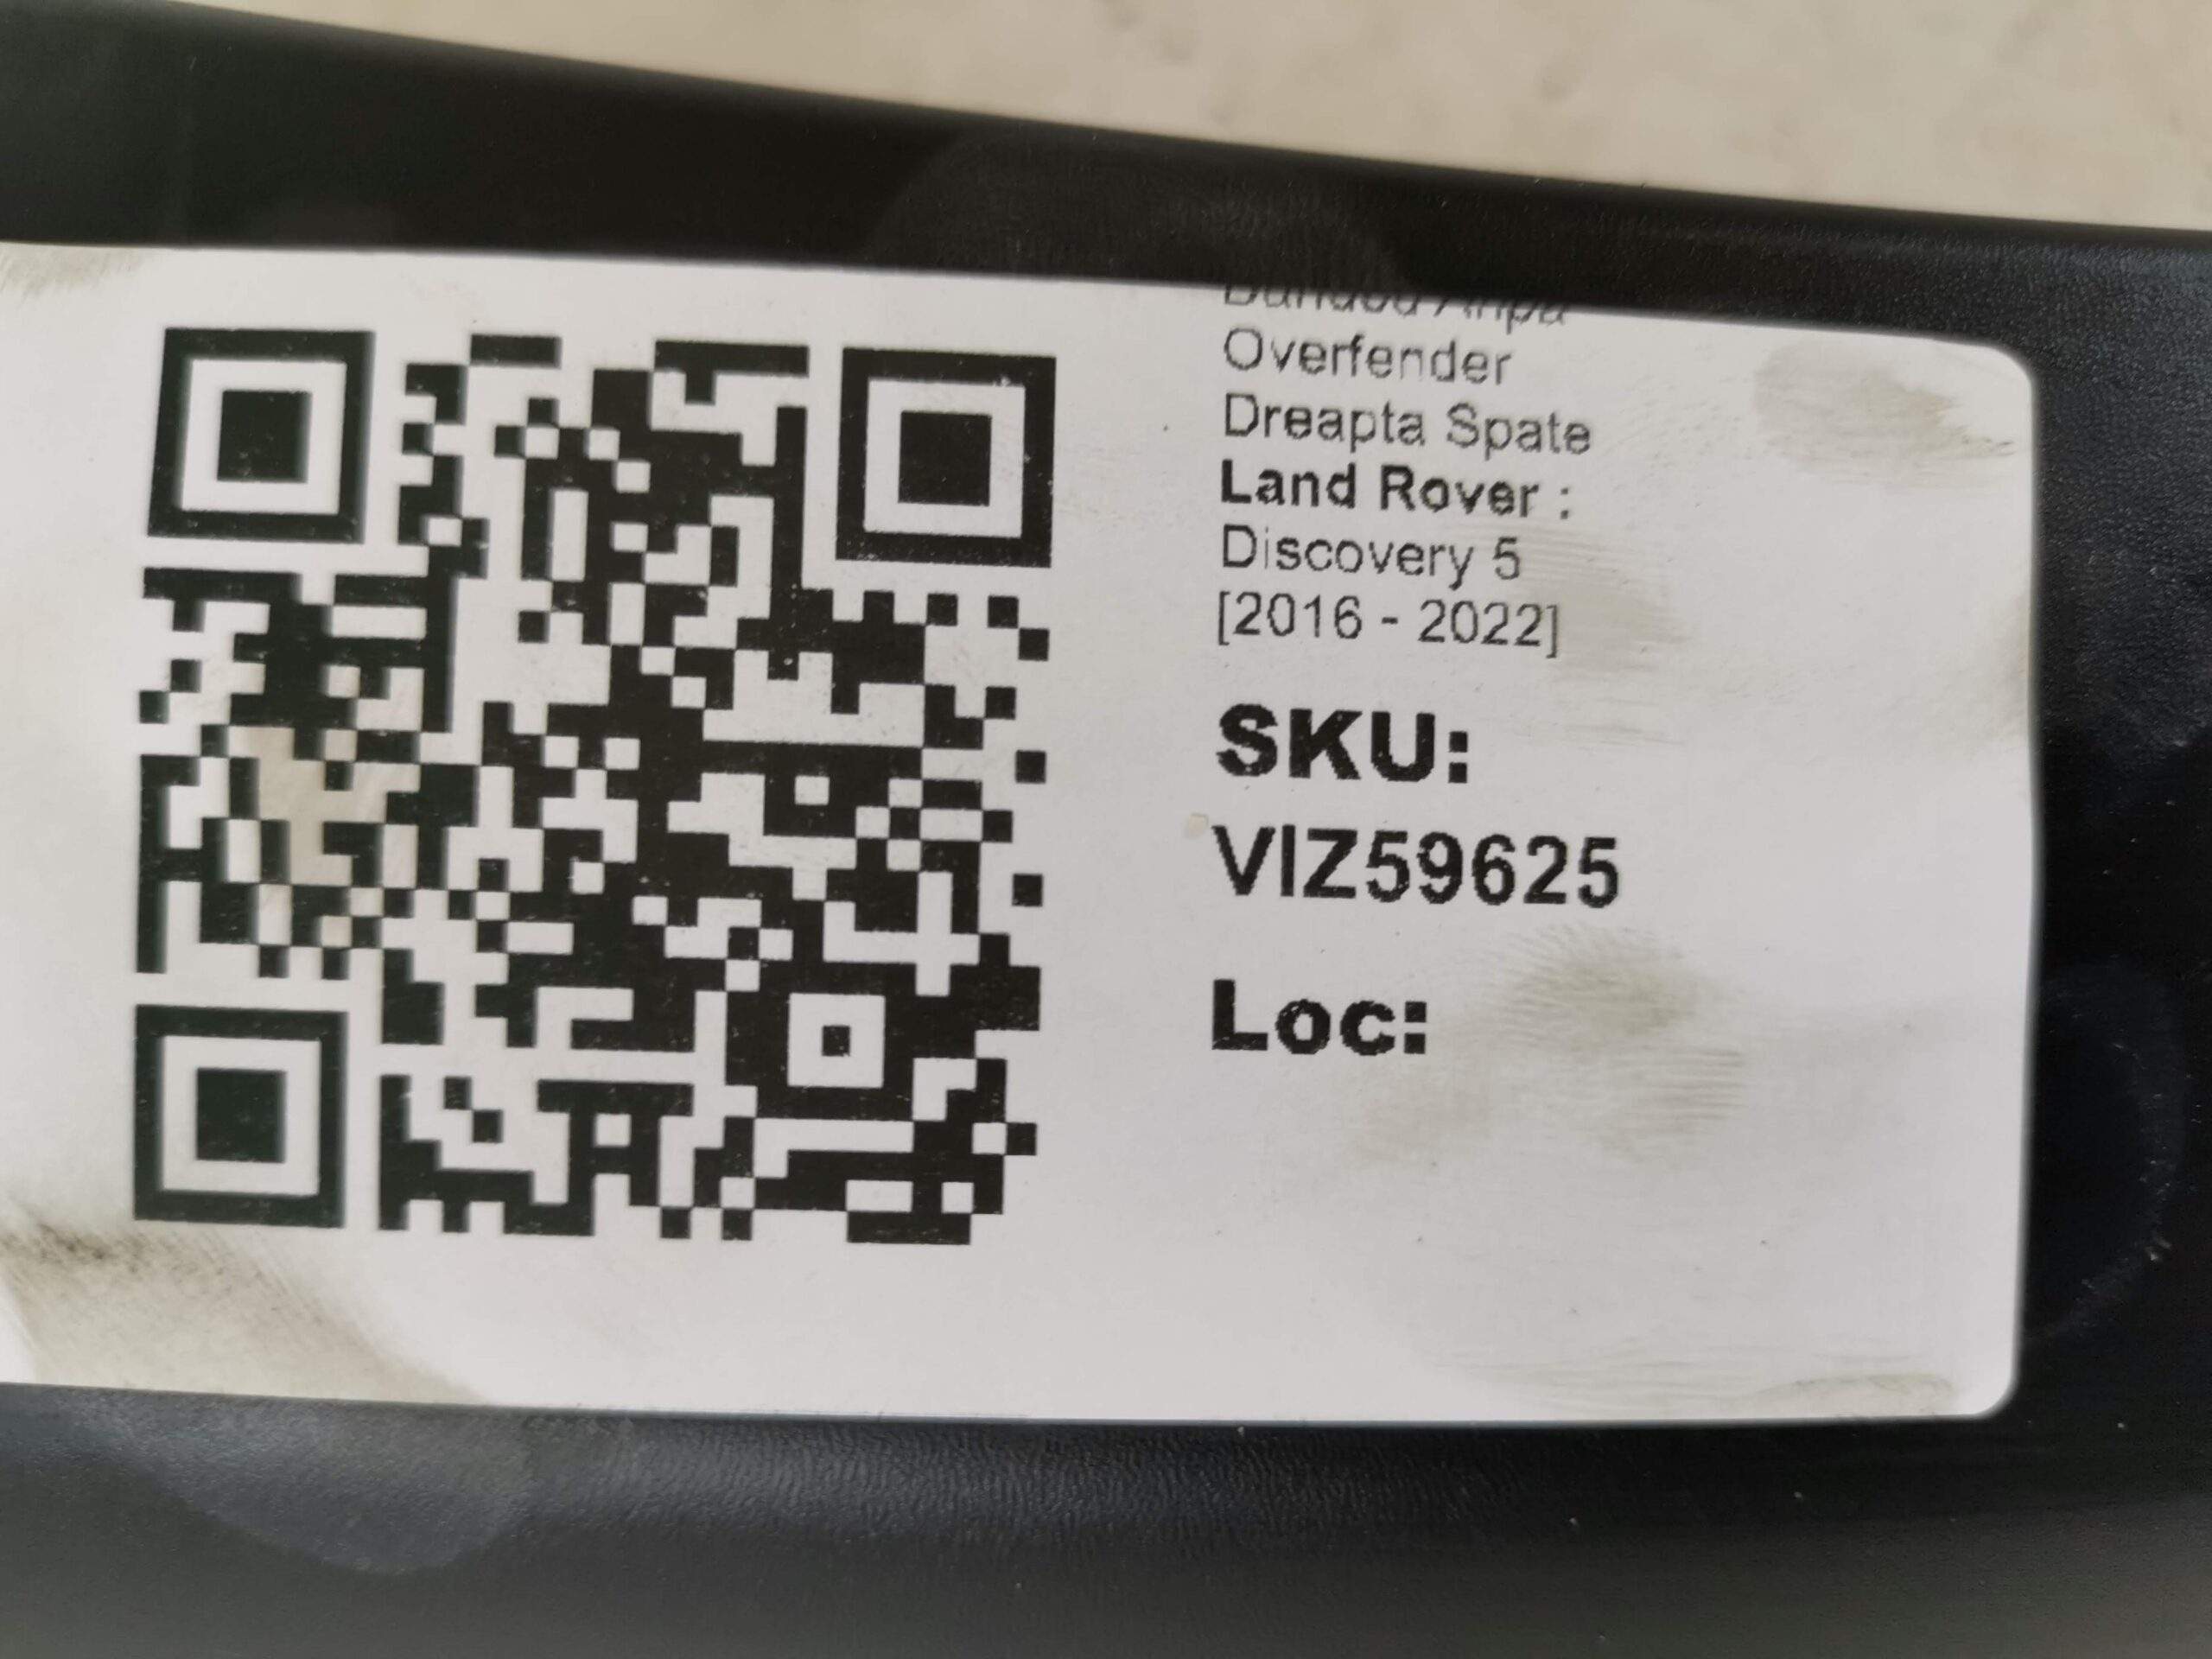 Overfender
Dreapta Spate
Land Rover :
Discovery 5
[2016 - 2022]
SKU:
VIZ59625
Loc: